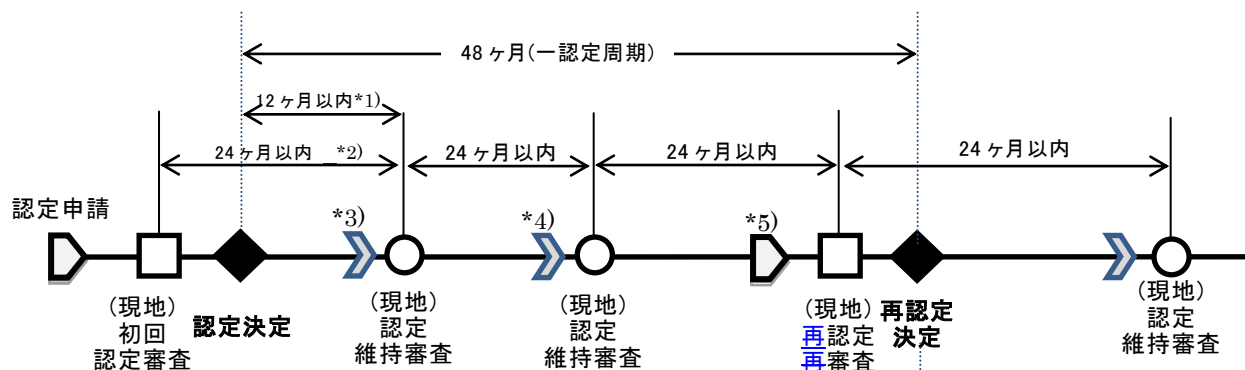 48ヶ月(一認定周期)
12ヶ月以内*1)
24ヶ月以内 _*2)
24ヶ月以内
24ヶ月以内
24ヶ月以内
認定申請
*3)
*4)
*5)
(現地)
初回
認定審査
認定決定
(現地)
認定
維持審査
(現地)
認定
維持審査
(現地)
再認定
再審査
再認定
決定
(現地)
認定
維持審査